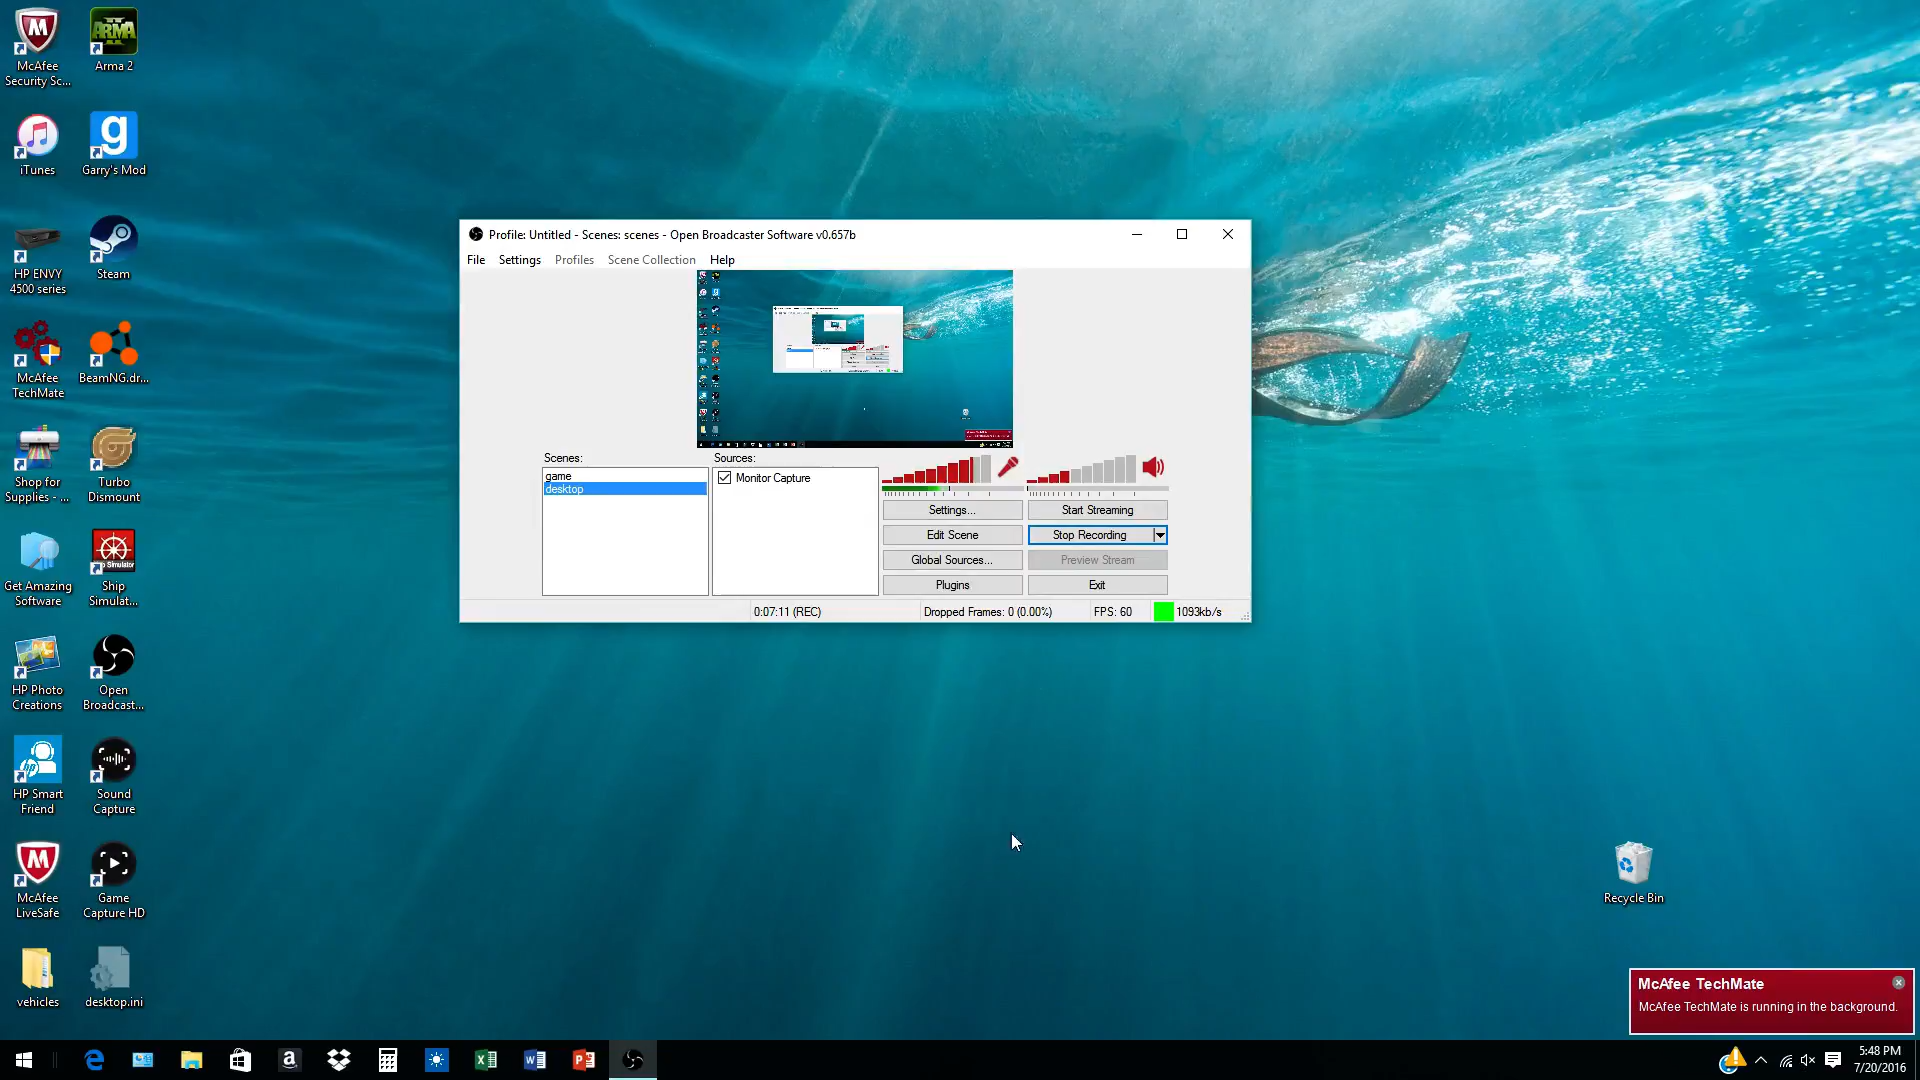 McAfee
Security Sc...
Arma 2
iTunes
Garry's Mod
HP ENVY
4500 series
Steam
McAfee
TechMate
BeamNG.dr...
Shop for
Supplies - ...
Turbo
Dismount
Get Amazing
Software
Ship
Simulat...
HP Photo
Creations
Open
Broadcast...
HP Smart
Friend
Sound
Capture
McAfee
LiveSafe
Game
Capture HD
vehicles
desktop.ini
Profile: Untitled - Scenes: scenes - Open Broadcaster Software v0.657b
File Settings Profiles Scene Collection Help
Scenes:
game
desktop
Sources:
Monitor Capture
Settings...
Start Streaming
Edit Scene
Stop Recording
Global Sources...
Preview Stream
Plugins
Exit
0:07:11 (REC)
Dropped Frames: 0 (0.00%)
FPS: 60
1093kb/s
Recycle Bin
McAfee TechMate
McAfee TechMate is running in the background.
5:48 PM
7/20/2016